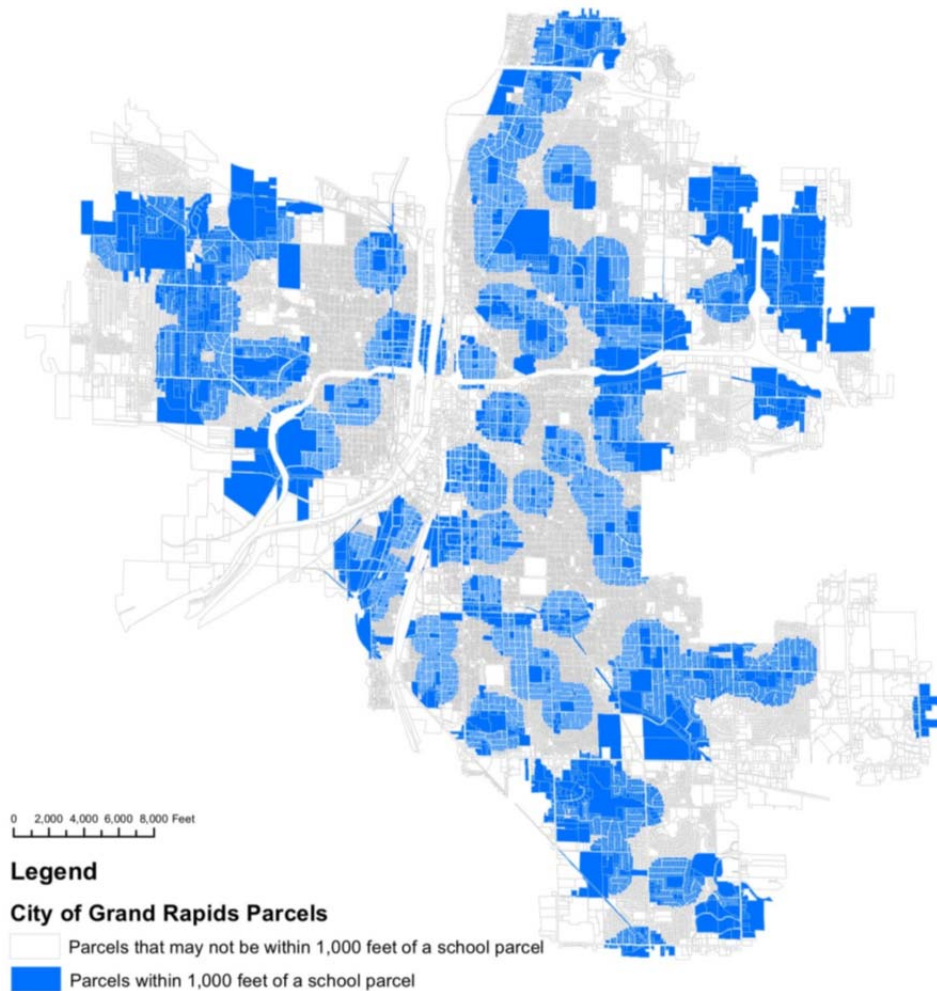 0 2,000 4,000 6,000 8,000 Feet
Legend
City of Grand Rapids Parcels
Parcels that may not be within 1,000 feet of a school parcel
Parcels within 1,000 feet of a school parcel